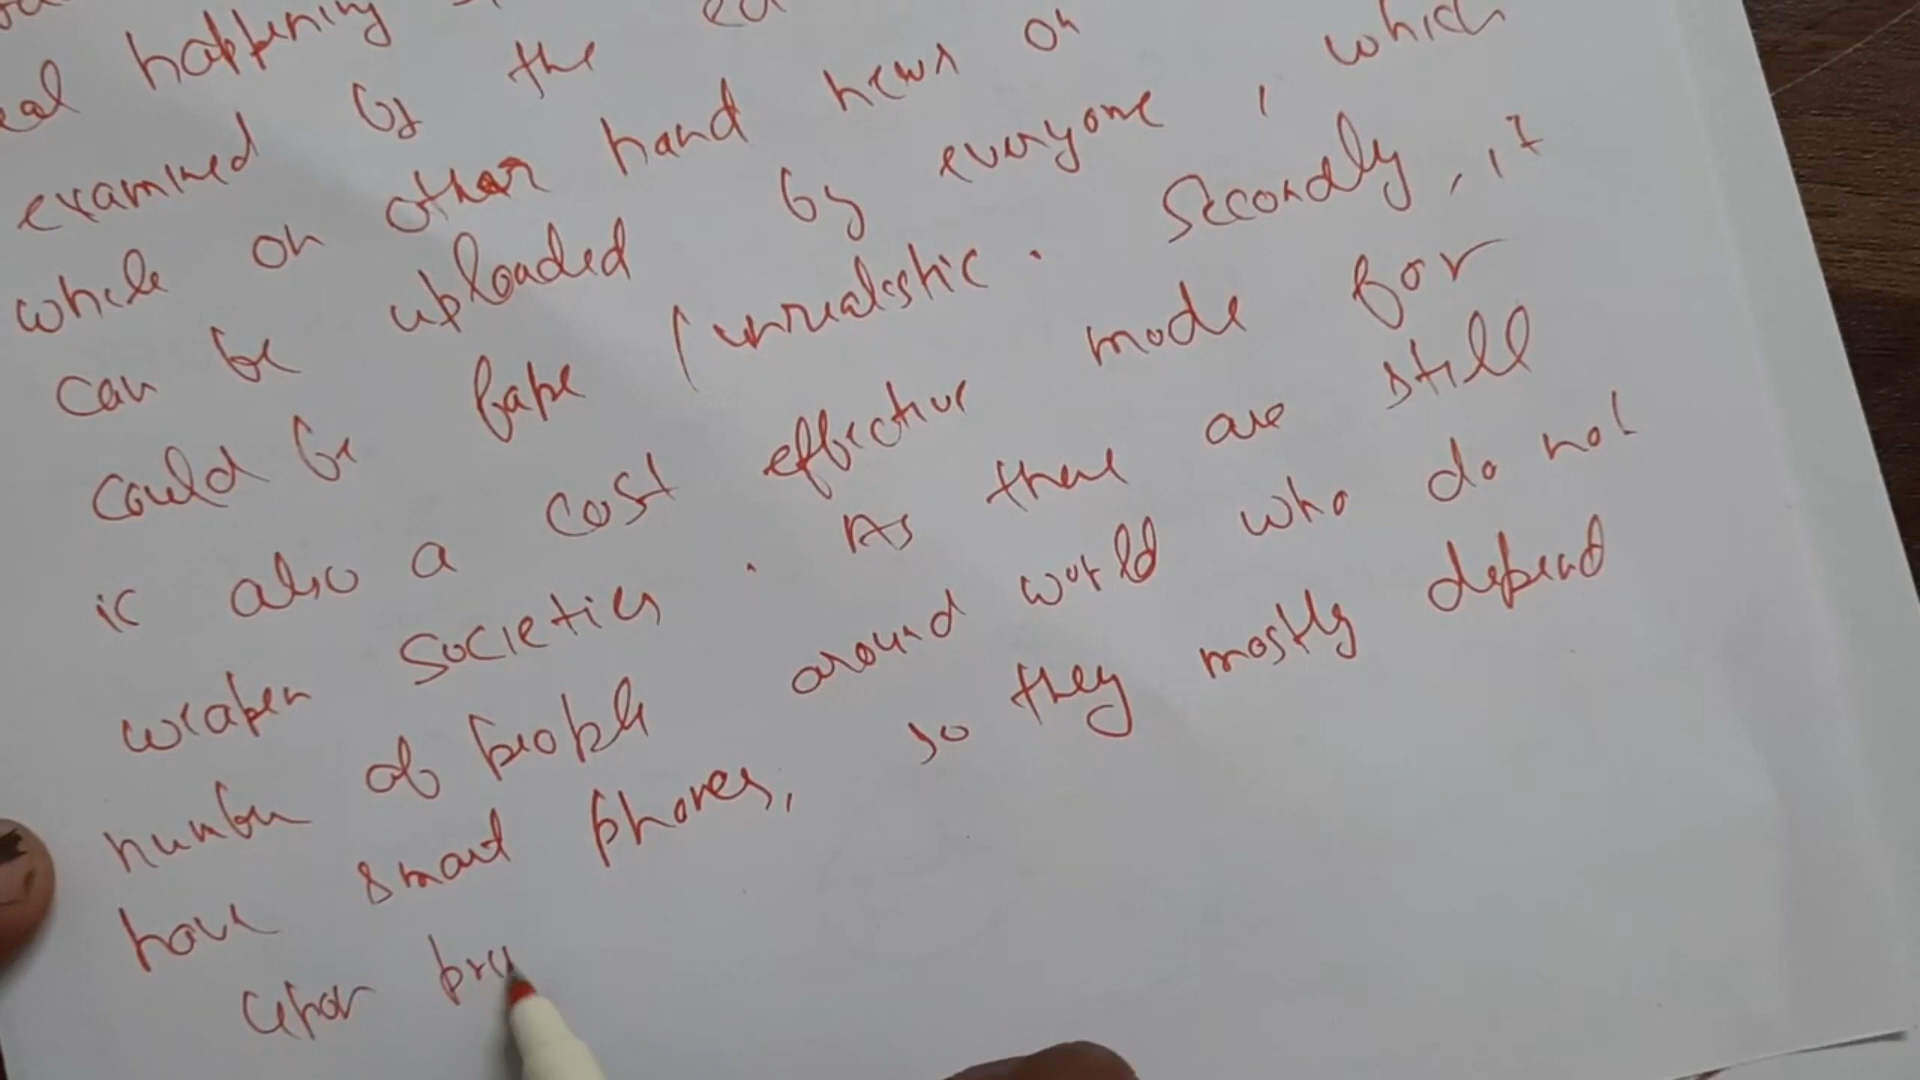 happening
examined by the
while on other hand news on
can be uploaded by everyone, which
could be fake / unrealistic. Secondly, it
is also a cost effective mode for
weaker societies. As there are still
number of people around world who do not
have smart phones, so they mostly depend
upon